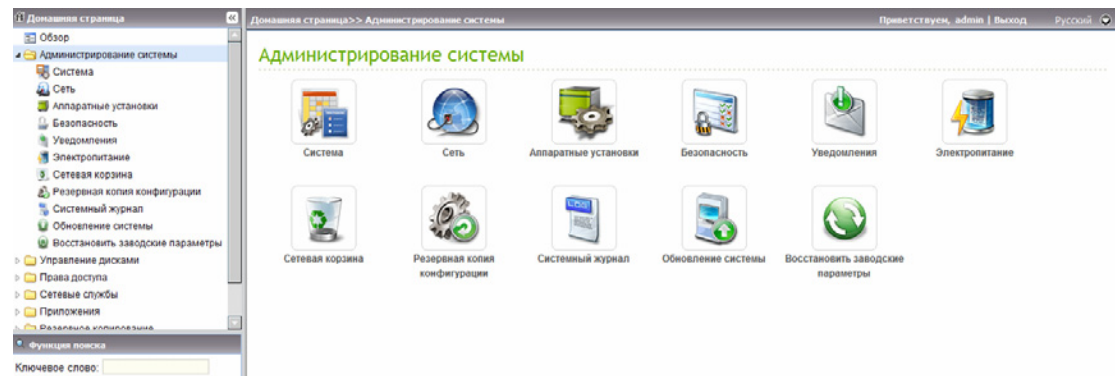 Домашняя страница
Домашняя страница>> Администрирование системы
Приветствуем, admin | Выход
Русский
Обзор
Администрирование системы
Система
Сеть
Аппаратные установки
Безопасность
Уведомления
Электропитание
Сетевая корзина
Резервная копия конфигурации
Системный журнал
Обновление системы
Восстановить заводские параметры
Управление дисками
Права доступа
Сетевые службы
Приложения
Резервное копирование
Функция поиска
Ключевое слово:
Администрирование системы
Система
Сеть
Аппаратные установки
Безопасность
Уведомления
Электропитание
Сетевая корзина
Резервная копия
конфигурации
LOG
Системный журнал
Обновление системы
Восстановить заводские
параметры